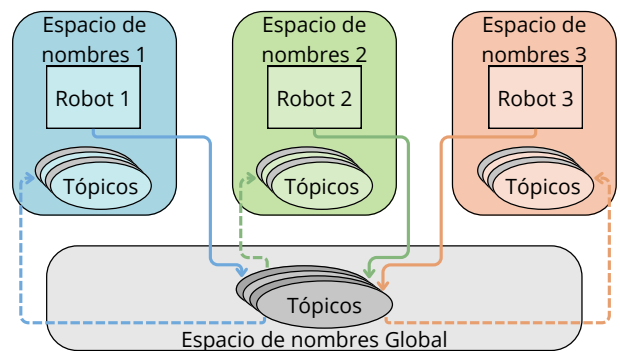 Espacio de
nombres 1
Robot 1
Tópicos
Espacio de
nombres 2
Robot 2
Tópicos
Espacio de
nombres 3
Robot 3
Tópicos
Tópicos
Espacio de nombres Global